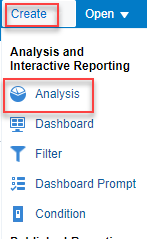 Create Open
Analysis and
Interactive Reporting
Analysis
Dashboard
Filter
Dashboard Prompt
Condition